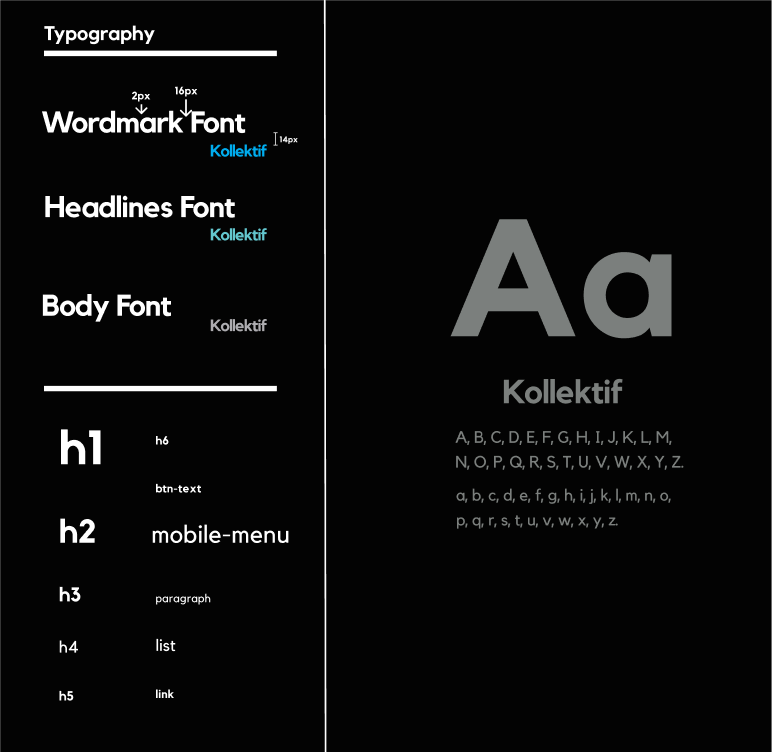 Typography
2px
16px
Wordmark Font
14px
Kollektif
Headlines Font
Kollektif
Body Font
Kollektif
h1
h6
btn-text
h2
mobile-menu
h3
paragraph
h4
list
h5
link
Aa
Kollektif
A, B, C, D, E, F, G, H, I, J, K, L, M,
N, O, P, Q, R, S, T, U, V, W, X, Y, Z.
a, b, c, d, e, f, g, h, i, j, k, l, m, n, o,
p, q, r, s, t, u, v, w, x, y, z.